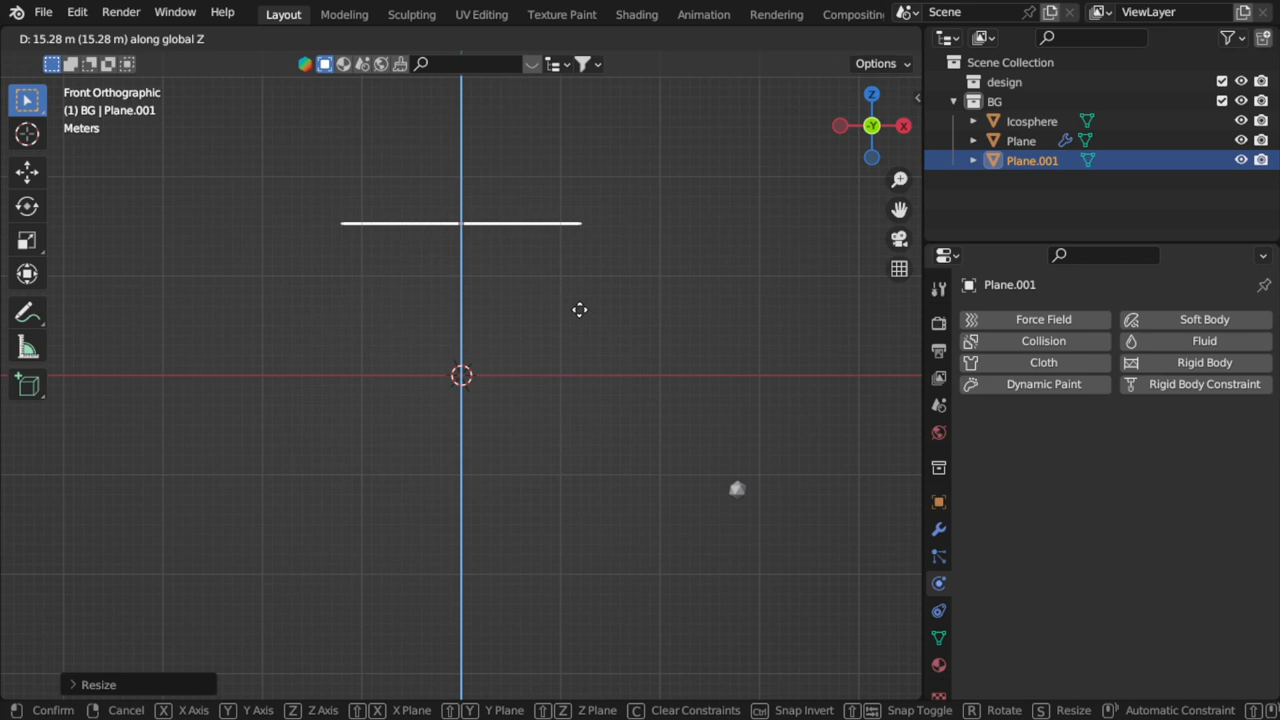 File Edit Render Window Help Layout Modeling Sculpting UV Editing Texture Paint Shading Animation Rendering Compositin Scene ViewLayer
D: 15.28 m (15.28 m) along global Z
Options
Front Orthographic
(1) BG | Plane.001
Meters
Z
-Y
X
Scene Collection
design
BG
Icosphere
Plane
Plane.001
Plane.001
Force Field Soft Body
Collision Fluid
Cloth Rigid Body
Dynamic Paint Rigid Body Constraint
Resize
Confirm Cancel X X Axis Y Y Axis Z Z Axis X X Plane Y Y Plane Z Z Plane C Clear Constraints Ctrl Snap Invert Snap Toggle R Rotate S Resize Automatic Constraint